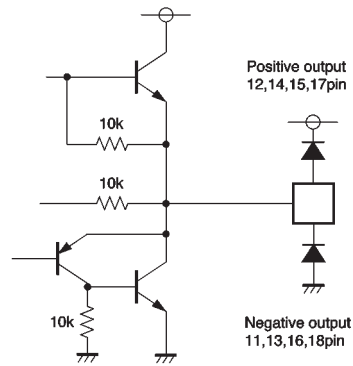 Positive output
12,14,15,17pin
10k
10k
10k
Negative output
11,13,16,18pin